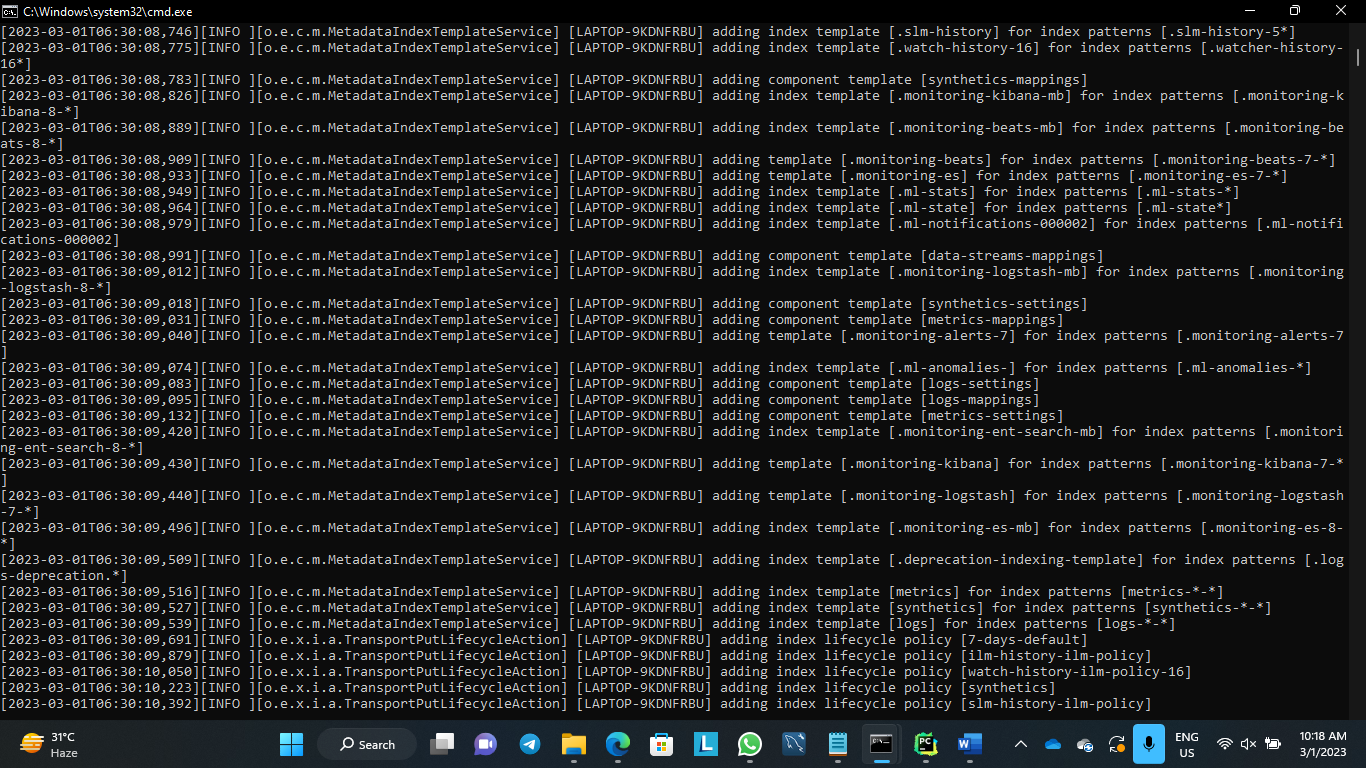 C:\Windows\system32\cmd.exe
[2023-03-01T06:30:08,746][INFO ][o.e.c.m.MetadataIndexTemplateService] [LAPTOP-9KDNFRBU] adding index template [.slm-history] for index patterns [.slm-history-5*]
[2023-03-01T06:30:08,775][INFO ][o.e.c.m.MetadataIndexTemplateService] [LAPTOP-9KDNFRBU] adding index template [.watch-history-16] for index patterns [.watcher-history-
16*]
[2023-03-01T06:30:08,783][INFO ][o.e.c.m.MetadataIndexTemplateService] [LAPTOP-9KDNFRBU] adding component template [synthetics-mappings]
[2023-03-01T06:30:08,826][INFO ][o.e.c.m.MetadataIndexTemplateService] [LAPTOP-9KDNFRBU] adding index template [.monitoring-kibana-mb] for index patterns [.monitoring-k
ibana-8-*]
[2023-03-01T06:30:08,889][INFO ][o.e.c.m.MetadataIndexTemplateService] [LAPTOP-9KDNFRBU] adding index template [.monitoring-beats-mb] for index patterns [.monitoring-be
ats-8-*]
[2023-03-01T06:30:08,909][INFO ][o.e.c.m.MetadataIndexTemplateService] [LAPTOP-9KDNFRBU] adding template [.monitoring-beats] for index patterns [.monitoring-beats-7-*]
[2023-03-01T06:30:08,933][INFO ][o.e.c.m.MetadataIndexTemplateService] [LAPTOP-9KDNFRBU] adding template [.monitoring-es] for index patterns [.monitoring-es-7-*]
[2023-03-01T06:30:08,949][INFO ][o.e.c.m.MetadataIndexTemplateService] [LAPTOP-9KDNFRBU] adding index template [.ml-stats] for index patterns [.ml-stats-*]
[2023-03-01T06:30:08,964][INFO ][o.e.c.m.MetadataIndexTemplateService] [LAPTOP-9KDNFRBU] adding index template [.ml-state] for index patterns [.ml-state*]
[2023-03-01T06:30:08,979][INFO ][o.e.c.m.MetadataIndexTemplateService] [LAPTOP-9KDNFRBU] adding index template [.ml-notifications-000002] for index patterns [.ml-notifi
cations-000002]
[2023-03-01T06:30:08,991][INFO ][o.e.c.m.MetadataIndexTemplateService] [LAPTOP-9KDNFRBU] adding component template [data-streams-mappings]
[2023-03-01T06:30:09,012][INFO ][o.e.c.m.MetadataIndexTemplateService] [LAPTOP-9KDNFRBU] adding index template [.monitoring-logstash-mb] for index patterns [.monitoring
-logstash-8-*]
[2023-03-01T06:30:09,018][INFO ][o.e.c.m.MetadataIndexTemplateService] [LAPTOP-9KDNFRBU] adding component template [synthetics-settings]
[2023-03-01T06:30:09,031][INFO ][o.e.c.m.MetadataIndexTemplateService] [LAPTOP-9KDNFRBU] adding component template [metrics-mappings]
[2023-03-01T06:30:09,040][INFO ][o.e.c.m.MetadataIndexTemplateService] [LAPTOP-9KDNFRBU] adding template [.monitoring-alerts-7] for index patterns [.monitoring-alerts-7
]
[2023-03-01T06:30:09,074][INFO ][o.e.c.m.MetadataIndexTemplateService] [LAPTOP-9KDNFRBU] adding index template [.ml-anomalies-] for index patterns [.ml-anomalies-*]
[2023-03-01T06:30:09,083][INFO ][o.e.c.m.MetadataIndexTemplateService] [LAPTOP-9KDNFRBU] adding component template [logs-settings]
[2023-03-01T06:30:09,095][INFO ][o.e.c.m.MetadataIndexTemplateService] [LAPTOP-9KDNFRBU] adding component template [logs-mappings]
[2023-03-01T06:30:09,132][INFO ][o.e.c.m.MetadataIndexTemplateService] [LAPTOP-9KDNFRBU] adding component template [metrics-settings]
[2023-03-01T06:30:09,420][INFO ][o.e.c.m.MetadataIndexTemplateService] [LAPTOP-9KDNFRBU] adding index template [.monitoring-ent-search-mb] for index patterns [.monitori
ng-ent-search-8-*]
[2023-03-01T06:30:09,430][INFO ][o.e.c.m.MetadataIndexTemplateService] [LAPTOP-9KDNFRBU] adding template [.monitoring-kibana] for index patterns [.monitoring-kibana-7-*
]
[2023-03-01T06:30:09,440][INFO ][o.e.c.m.MetadataIndexTemplateService] [LAPTOP-9KDNFRBU] adding template [.monitoring-logstash] for index patterns [.monitoring-logstash
-7-*]
[2023-03-01T06:30:09,496][INFO ][o.e.c.m.MetadataIndexTemplateService] [LAPTOP-9KDNFRBU] adding index template [.monitoring-es-mb] for index patterns [.monitoring-es-8-
*]
[2023-03-01T06:30:09,509][INFO ][o.e.c.m.MetadataIndexTemplateService] [LAPTOP-9KDNFRBU] adding index template [.deprecation-indexing-template] for index patterns [.log
s-deprecation.*]
[2023-03-01T06:30:09,516][INFO ][o.e.c.m.MetadataIndexTemplateService] [LAPTOP-9KDNFRBU] adding index template [metrics] for index patterns [metrics-*-*]
[2023-03-01T06:30:09,527][INFO ][o.e.c.m.MetadataIndexTemplateService] [LAPTOP-9KDNFRBU] adding index template [synthetics] for index patterns [synthetics-*-*]
[2023-03-01T06:30:09,539][INFO ][o.e.c.m.MetadataIndexTemplateService] [LAPTOP-9KDNFRBU] adding index template [logs] for index patterns [logs-*-*]
[2023-03-01T06:30:09,691][INFO ][o.e.x.i.a.TransportPutLifecycleAction] [LAPTOP-9KDNFRBU] adding index lifecycle policy [7-days-default]
[2023-03-01T06:30:09,879][INFO ][o.e.x.i.a.TransportPutLifecycleAction] [LAPTOP-9KDNFRBU] adding index lifecycle policy [ilm-history-ilm-policy]
[2023-03-01T06:30:10,050][INFO ][o.e.x.i.a.TransportPutLifecycleAction] [LAPTOP-9KDNFRBU] adding index lifecycle policy [watch-history-ilm-policy-16]
[2023-03-01T06:30:10,223][INFO ][o.e.x.i.a.TransportPutLifecycleAction] [LAPTOP-9KDNFRBU] adding index lifecycle policy [synthetics]
[2023-03-01T06:30:10,392][INFO ][o.e.x.i.a.TransportPutLifecycleAction] [LAPTOP-9KDNFRBU] adding index lifecycle policy [slm-history-ilm-policy]
31°C
Haze
Search
L
PC
W
ENG
US
10:18 AM
3/1/2023